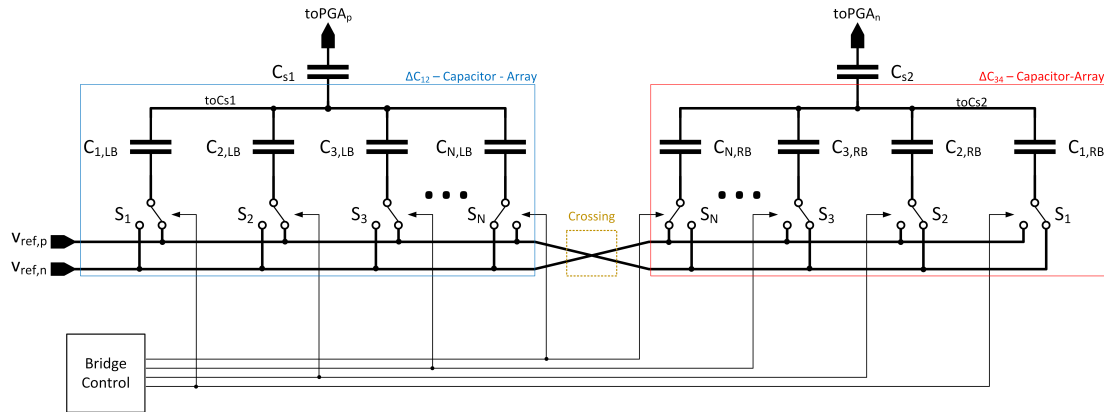 toPGAp
toPGAn
Cs1
Cs2
ΔC12 – Capacitor - Array
ΔC34 – Capacitor-Array
toCs1
toCs2
C1,LB
C2,LB
C3,LB
CN,LB
CN,RB
C3,RB
C2,RB
C1,RB
S1
S2
S3
SN
Crossing
SN
S3
S2
S1
vref,p
vref,n
Bridge
Control